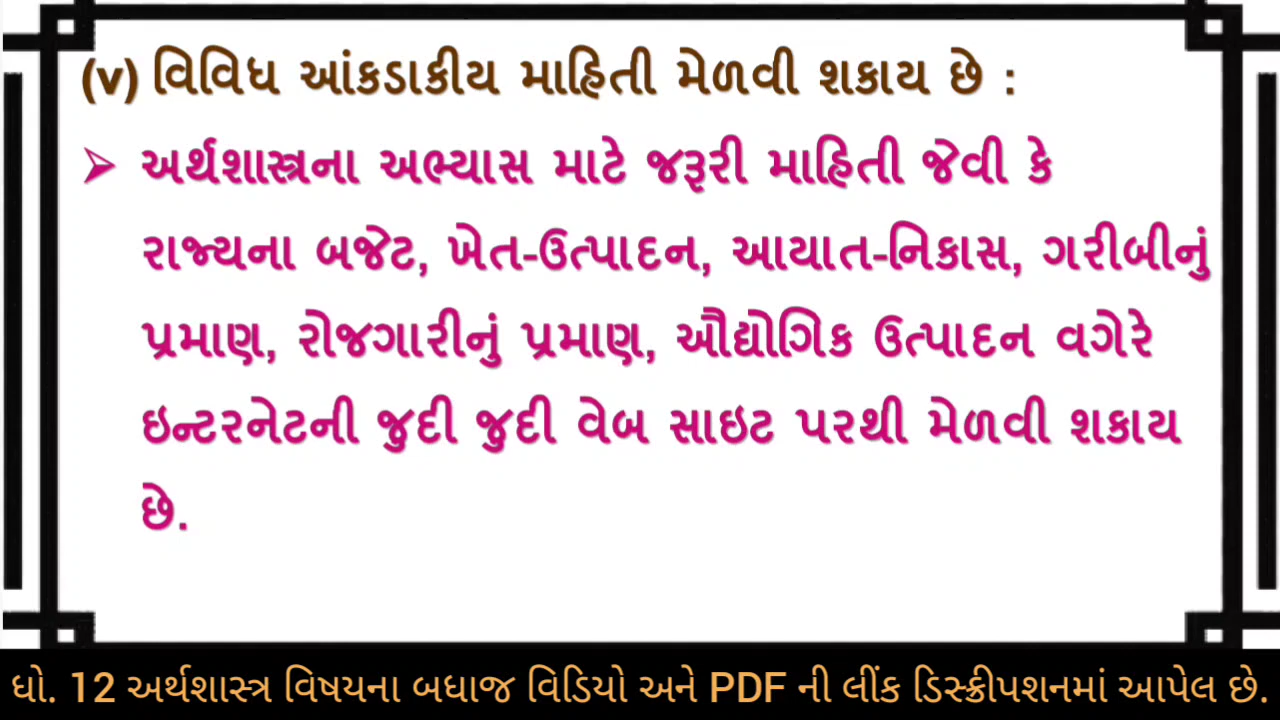 (v) વિવિધ આંકડાકીય માહિતી મેળવી શકાય છે :
➢ અર્થશાસ્ત્રના અભ્યાસ માટે જરૂરી માહિતી જેવી કે
રાજ્યના બજેટ, ખેત-ઉત્પાદન, આયાત-નિકાસ, ગરીબીનું
પ્રમાણ, રોજગારીનું પ્રમાણ, ઔદ્યોગિક ઉત્પાદન વગેરે
ઇન્ટરનેટની જુદી જુદી વેબ સાઇટ પરથી મેળવી શકાય
છે.
ધો. 12 અર્થશાસ્ત્ર વિષયના બધાજ વિડિયો અને PDF ની લીંક ડિસ્ક્રીપશનમાં આપેલ છે.